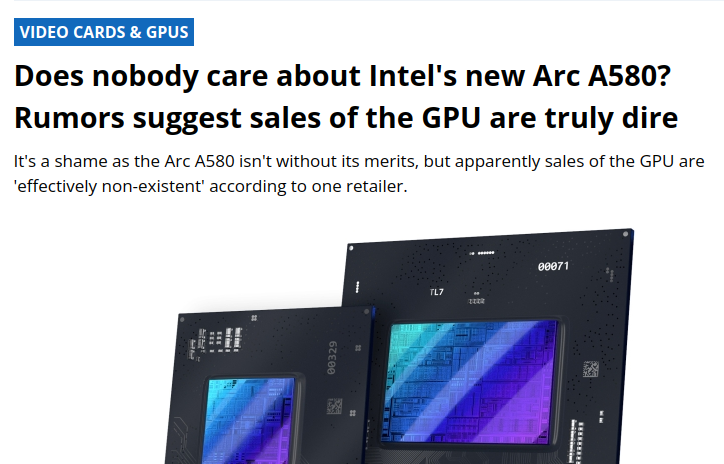 VIDEO CARDS & GPUS
Does nobody care about Intel's new Arc A580?
Rumors suggest sales of the GPU are truly dire
It's a shame as the Arc A580 isn't without its merits, but apparently sales of the GPU are
'effectively non-existent' according to one retailer.
00071
TL7
00329